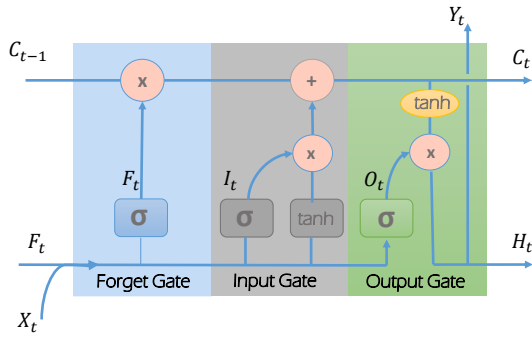 Y_t
C_{t-1}
C_t
x
+
tanh
x
x
F_t
I_t
O_t
σ
σ
tanh
σ
F_t
H_t
Forget Gate
Input Gate
Output Gate
X_t